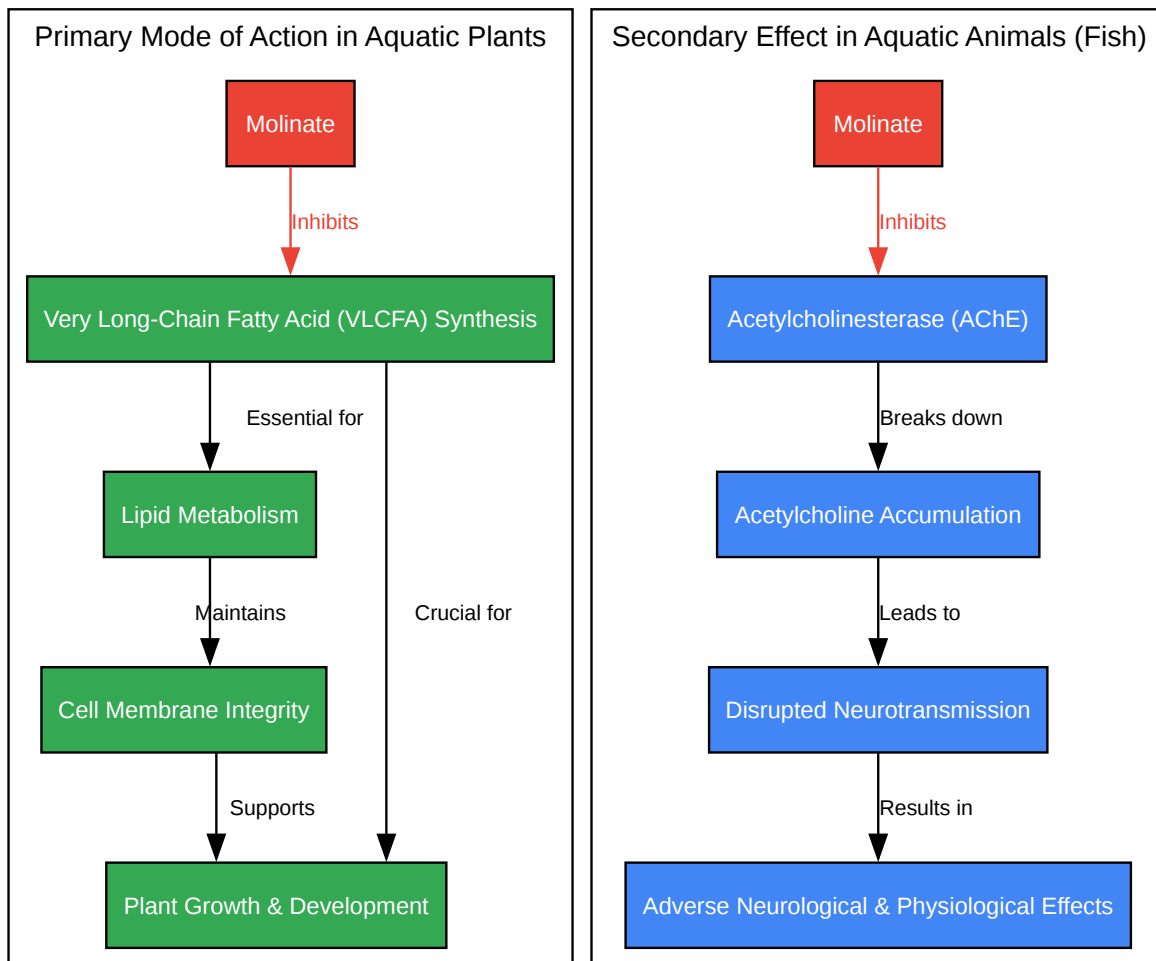 Primary Mode of Action in Aquatic Plants
Molinate
Inhibits
Very Long-Chain Fatty Acid (VLCFA) Synthesis
Essential for
Lipid Metabolism
Maintains
Crucial for
Cell Membrane Integrity
Supports
Plant Growth & Development
Secondary Effect in Aquatic Animals (Fish)
Molinate
Inhibits
Acetylcholinesterase (AChE)
Breaks down
Acetylcholine Accumulation
Leads to
Disrupted Neurotransmission
Results in
Adverse Neurological & Physiological Effects